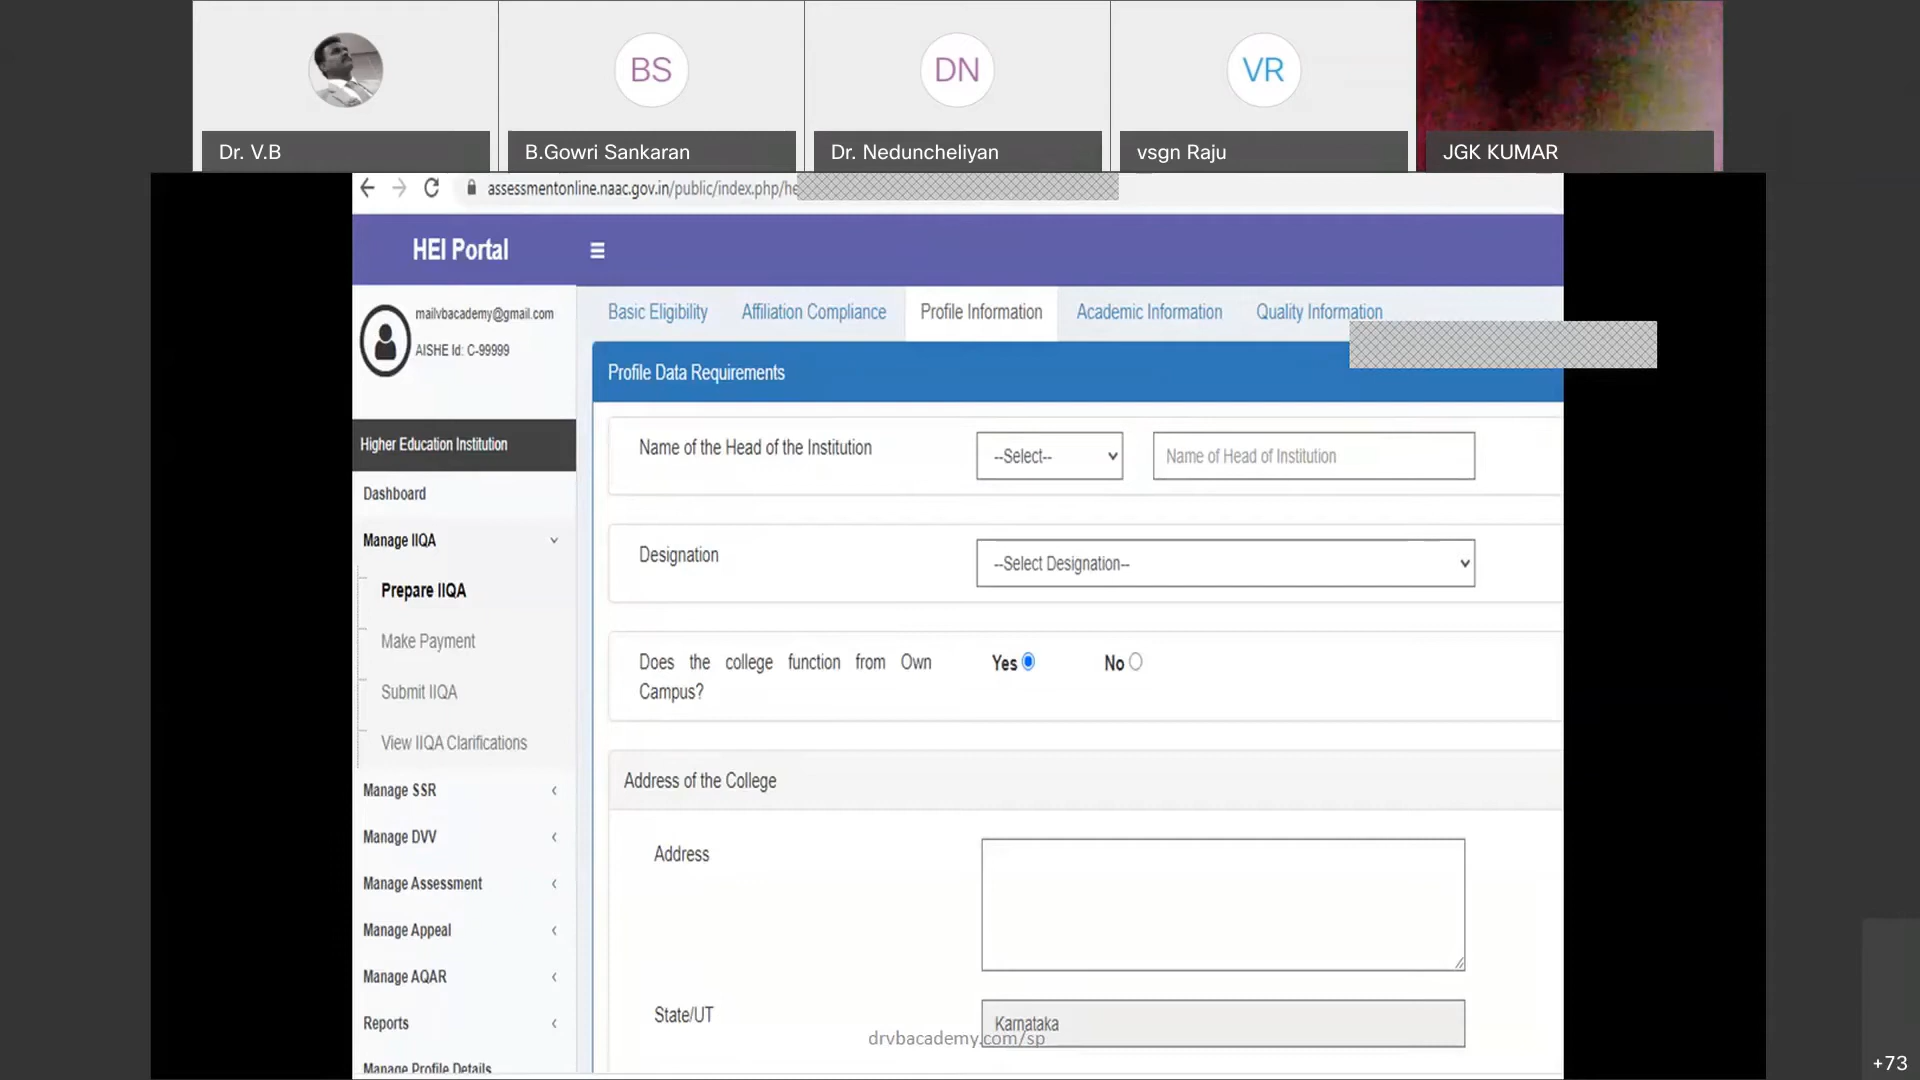 BS
DN
VR
Dr. V.B
B.Gowri Sankaran
Dr. Neduncheliyan
vsgn Raju
JGK KUMAR
assessmentonline.naac.gov.in/public/index.php/he
HEI Portal
mailvbacademy@gmail.com
AISHE Id: C-99999
Higher Education Institution
Dashboard
Manage IIQA
Prepare IIQA
Make Payment
Submit IIQA
View IIQA Clarifications
Manage SSR
Manage DVV
Manage Assessment
Manage Appeal
Manage AQAR
Reports
Manage Profile Details
Basic Eligibility
Affiliation Compliance
Profile Information
Academic Information
Quality Information
Profile Data Requirements
Name of the Head of the Institution
--Select--
Name of Head of Institution
Designation
--Select Designation--
Does the college function from Own
Campus?
Yes
No
Address of the College
Address
State/UT
Karnataka
drvbacademy.com/sp
+73